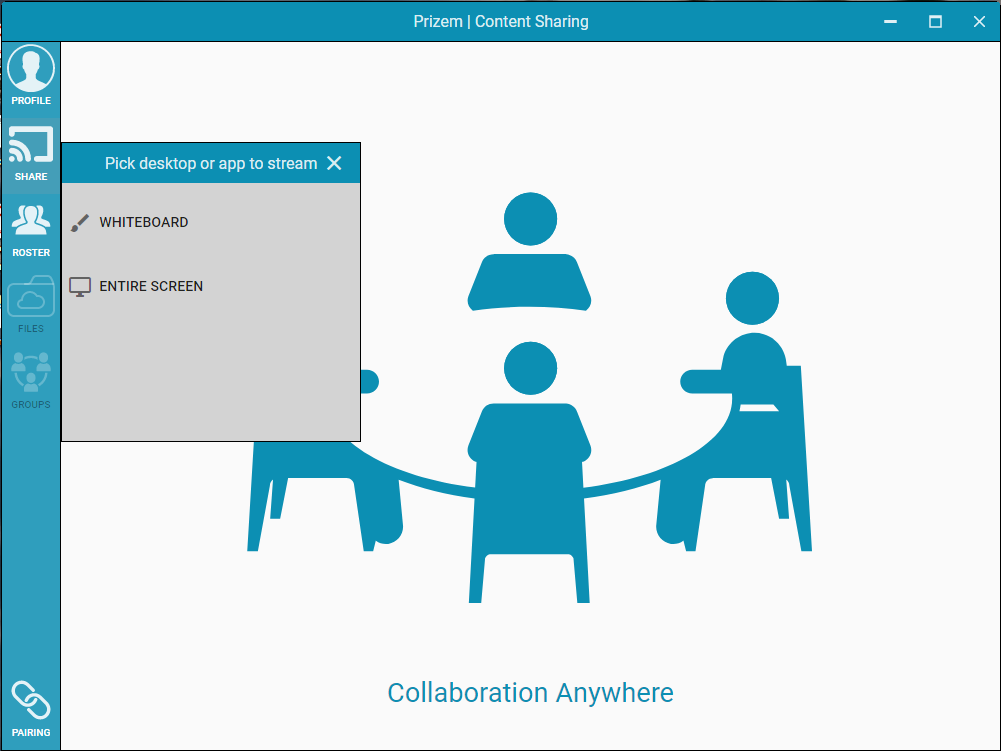 Prizem | Content Sharing
PROFILE
SHARE
ROSTER
FILES
GROUPS
PAIRING
Pick desktop or app to stream
WHITEBOARD
ENTIRE SCREEN
Collaboration Anywhere